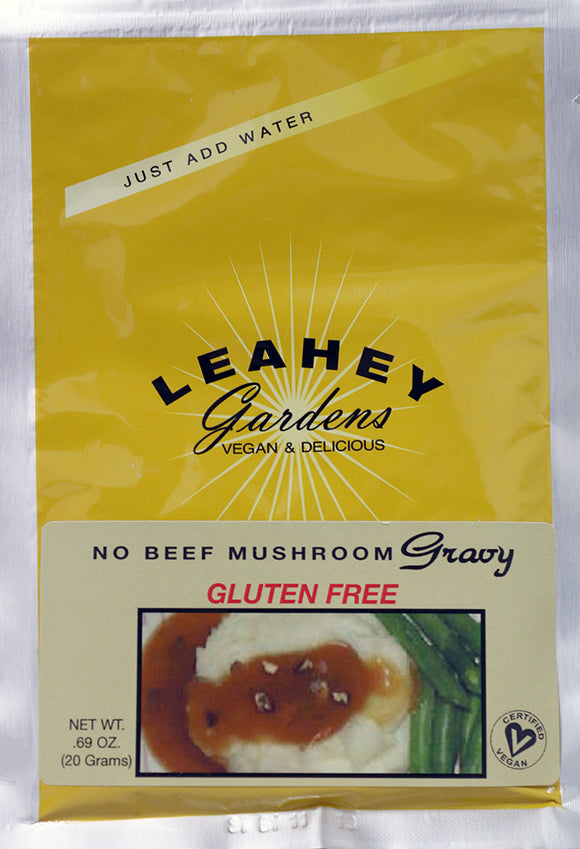 JUST ADD WATER
LEAHEY
Gardens
VEGAN & DELICIOUS
NO BEEF MUSHROOM Gravy
GLUTEN FREE
NET WT.
.69 OZ.
(20 Grams)
CERTIFIED
VEGAN